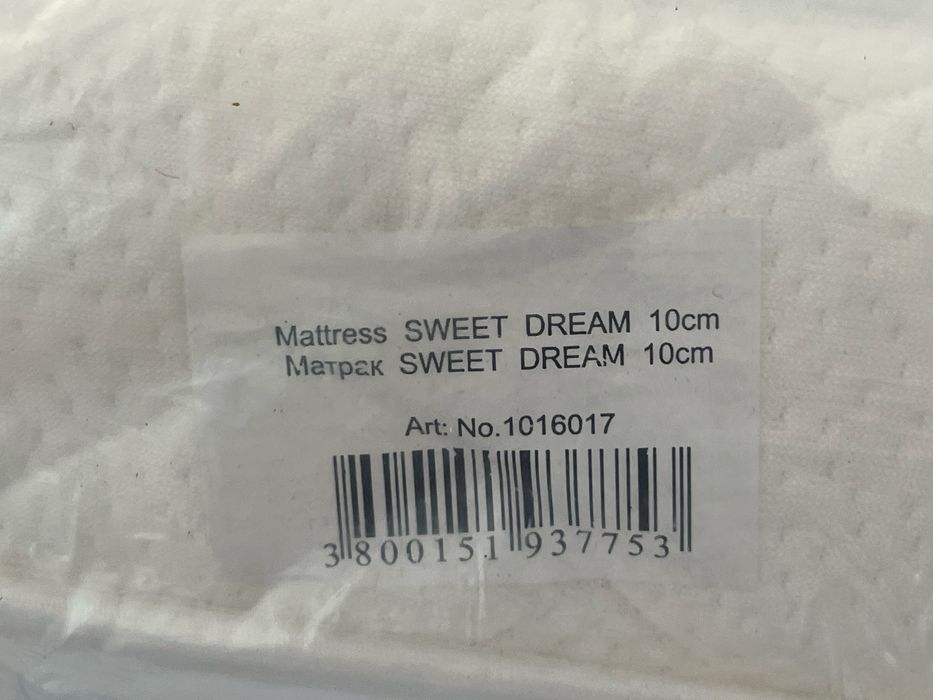 Mattress SWEET DREAM 10cm
Матрак SWEET DREAM 10cm
Art: No.1016017
3800151937753